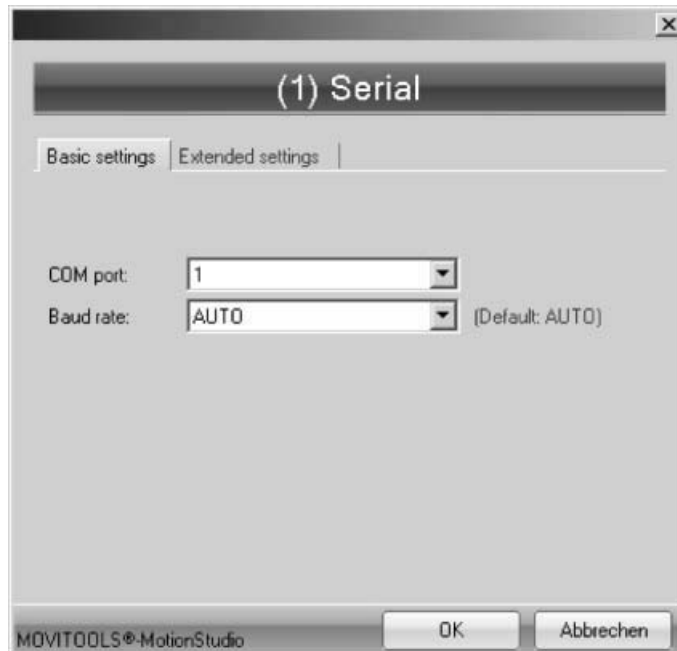 (1) Serial
Basic settings
Extended settings
COM port: 1
Baud rate: AUTO (Default: AUTO)
MOVITOOLS®-MotionStudio
OK
Abbrechen